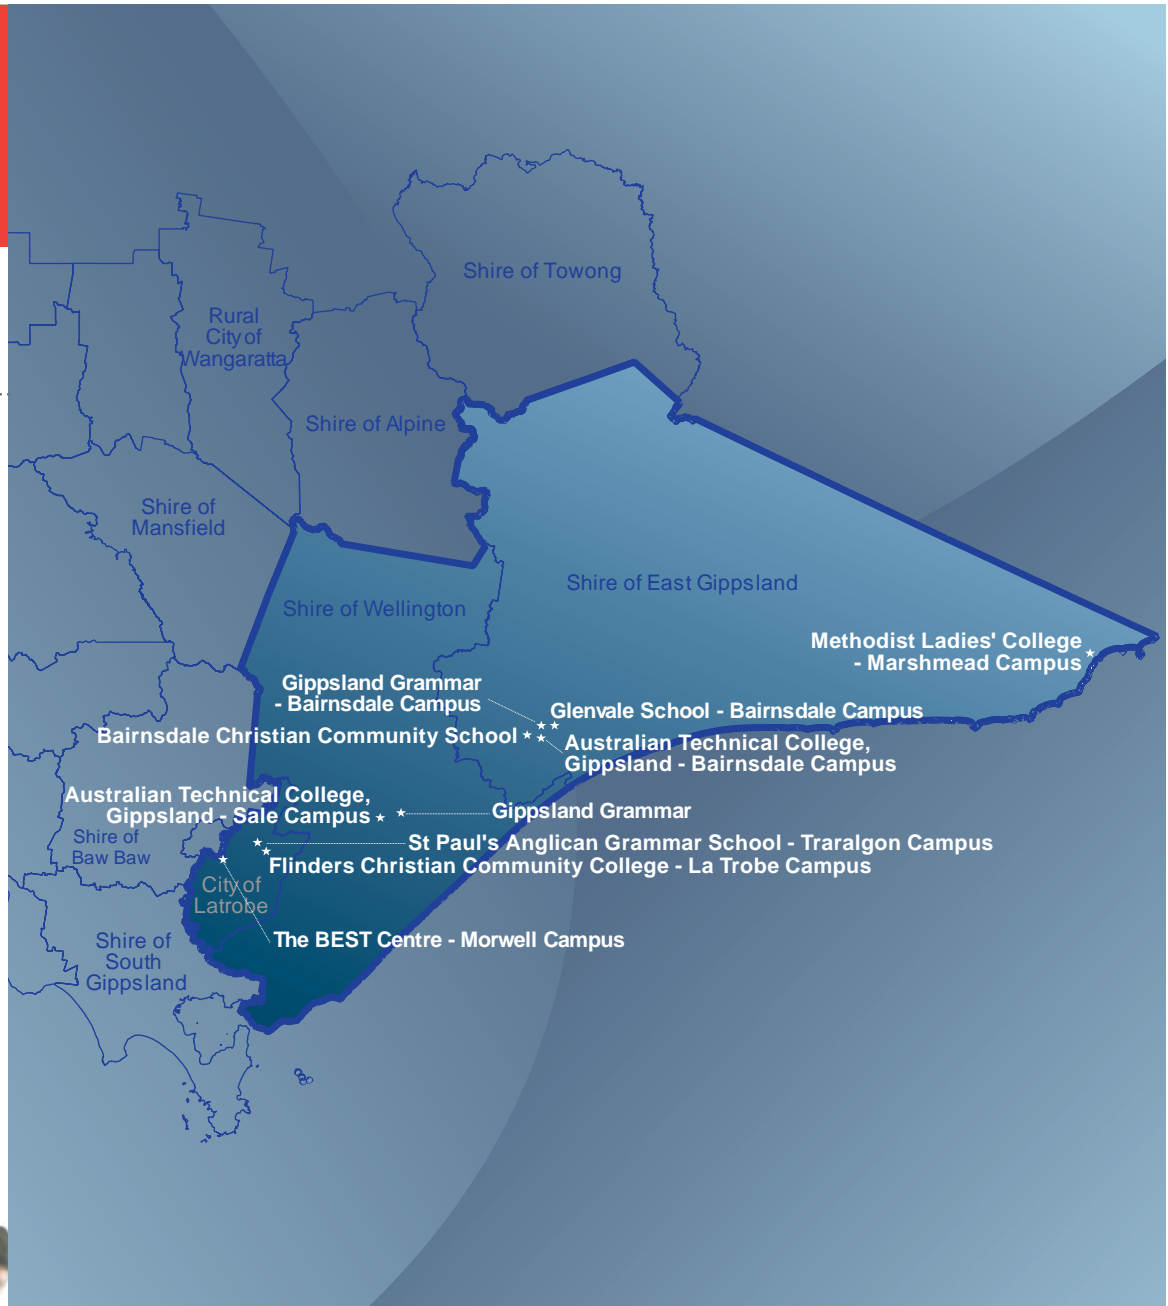 Shire of Towong
Rural
City of
Wangaratta
Shire of Alpine
Shire of
Mansfield
Shire of East Gippsland
Shire of Wellington
Methodist Ladies' College
- Marshmead Campus
Gippsland Grammar
- Bairnsdale Campus
Glenvale School - Bairnsdale Campus
Bairnsdale Christian Community School
Australian Technical College,
Gippsland - Bairnsdale Campus
Australian Technical College,
Gippsland - Sale Campus
Gippsland Grammar
Shire of
Baw Baw
St Paul's Anglican Grammar School - Traralgon Campus
Flinders Christian Community College - La Trobe Campus
City of
Latrobe
The BEST Centre - Morwell Campus
Shire of
South
Gippsland